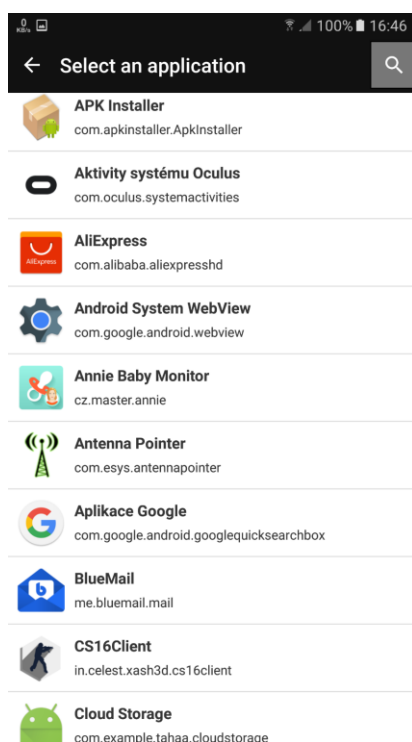 0
KB/s
100% 16:46
Select an application
APK Installer
com.apkinstaller.ApkInstaller
Aktivity systému Oculus
com.oculus.systemactivities
AliExpress
AliExpress
com.alibaba.aliexpresshd
Android System WebView
com.google.android.webview
Annie Baby Monitor
cz.master.annie
Antenna Pointer
com.esys.antennapointer
Aplikace Google
com.google.android.googlequicksearchbox
BlueMail
me.bluemail.mail
CS16Client
in.celest.xash3d.cs16client
Cloud Storage
com.example.tahaa.cloudstorage